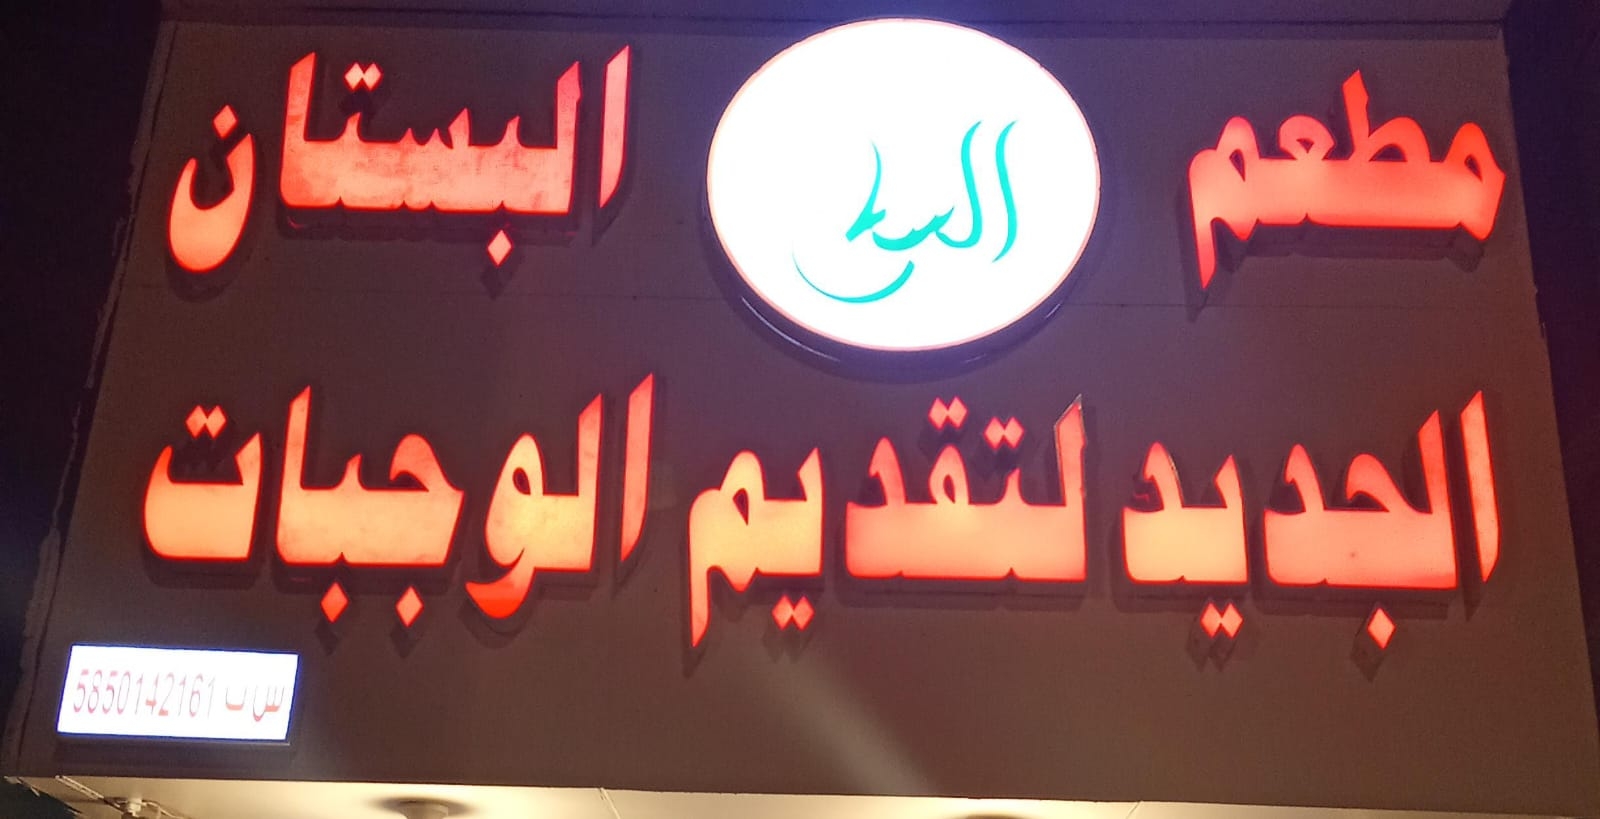 مطعم البستان
الجديد لتقديم الوجبات
س ت 5850142161